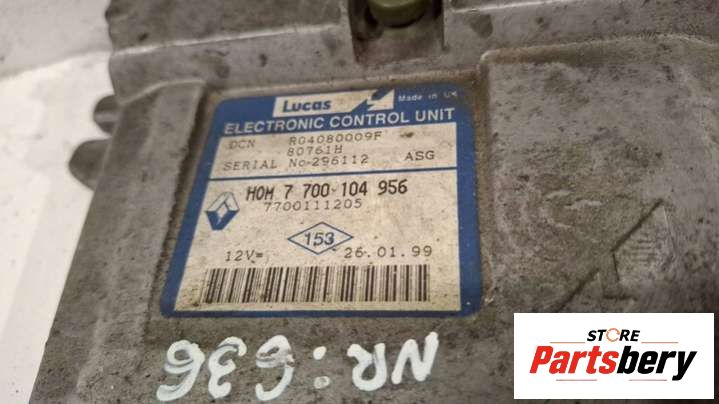 Lucas Made in UK
ELECTRONIC CONTROL UNIT
DCN R04080009F
80761H
SERIAL No-296112 ASG
HOM 7 700 104 956
7700111205
153
12V= 26.01.99
NR: 636
STORE
Partsbery